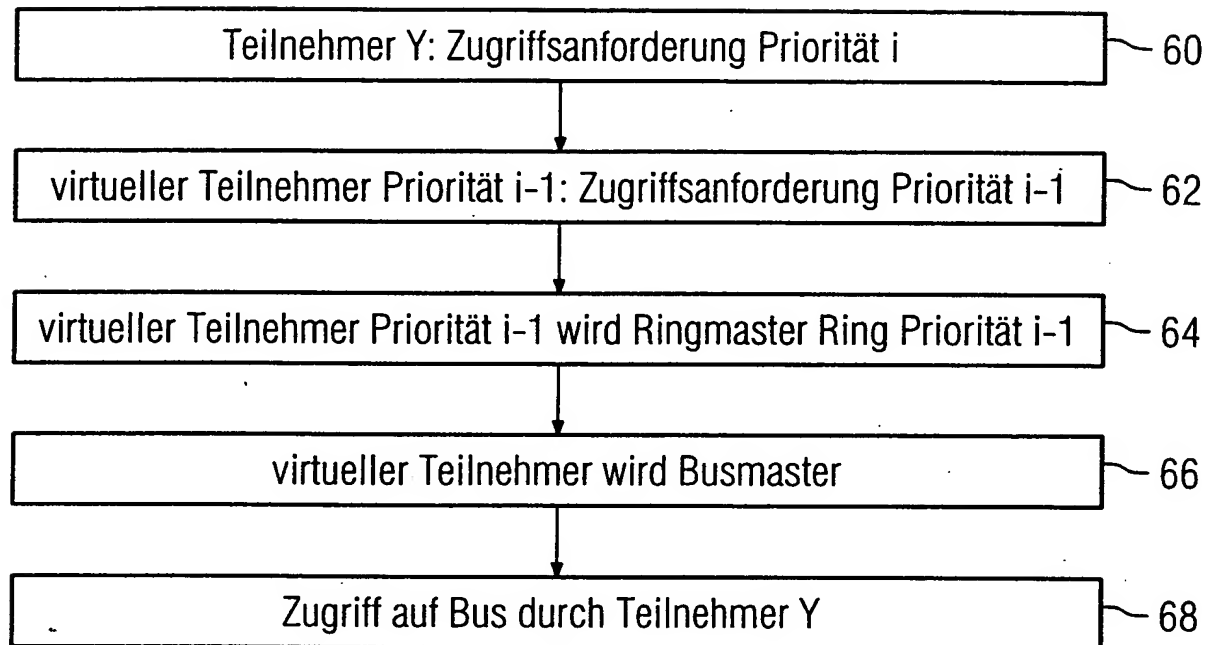 Teilnehmer Y: Zugriffsanforderung Priorität i 60
virtueller Teilnehmer Priorität i-1: Zugriffsanforderung Priorität i-1 62
virtueller Teilnehmer Priorität i-1 wird Ringmaster Ring Priorität i-1 64
virtueller Teilnehmer wird Busmaster 66
Zugriff auf Bus durch Teilnehmer Y 68